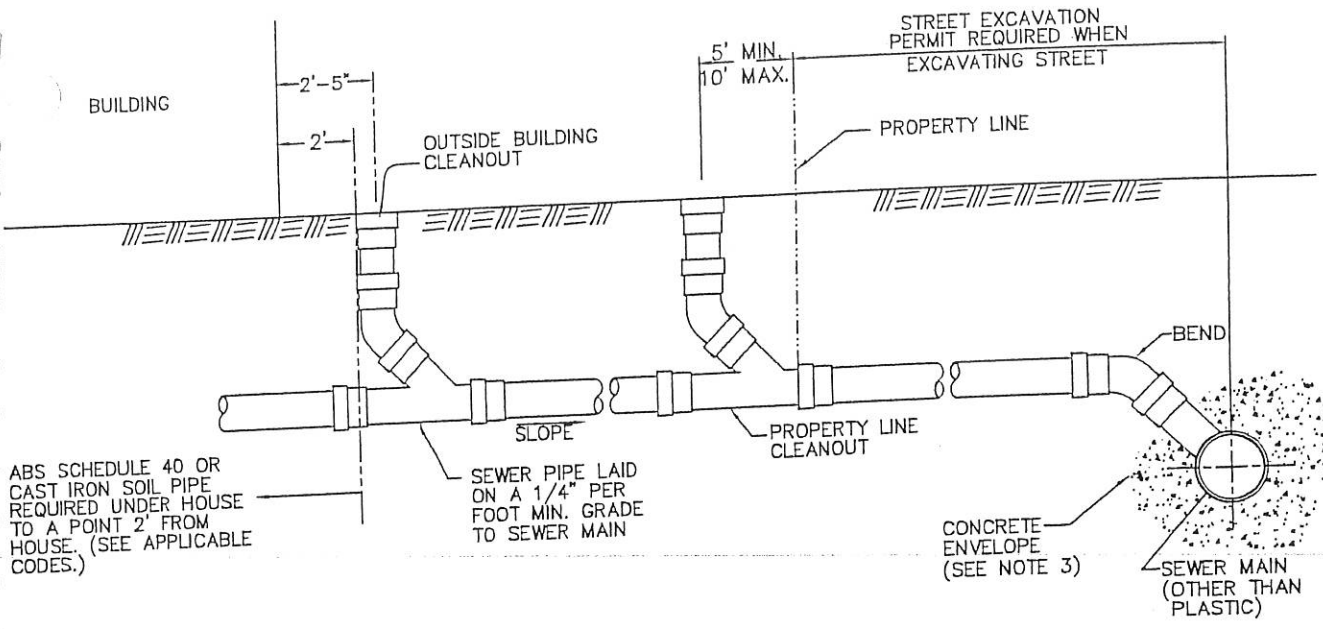 STREET EXCAVATION
PERMIT REQUIRED WHEN
EXCAVATING STREET
5' MIN.
10' MAX.
2'-5"
BUILDING
PROPERTY LINE
2'
OUTSIDE BUILDING
CLEANOUT
BEND
SLOPE
PROPERTY LINE
CLEANOUT
ABS SCHEDULE 40 OR
CAST IRON SOIL PIPE
REQUIRED UNDER HOUSE
TO A POINT 2' FROM
HOUSE. (SEE APPLICABLE
CODES.)
SEWER PIPE LAID
ON A 1/4" PER
FOOT MIN. GRADE
TO SEWER MAIN
CONCRETE
ENVELOPE
(SEE NOTE 3)
SEWER MAIN
(OTHER THAN
PLASTIC)